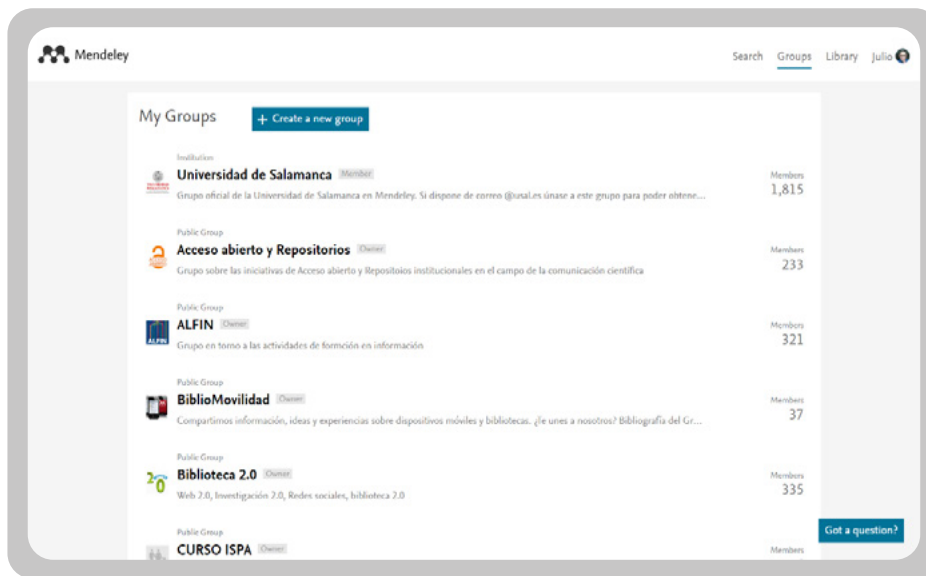 Mendeley
Search Groups Library Julio
My Groups
+ Create a new group
Institution
Universidad de Salamanca Member
Members
1,815
Grupo oficial de la Universidad de Salamanca en Mendeley. Si dispone de correo @usal.es únase a este grupo para poder obtene...
Public Group
Acceso abierto y Repositorios Owner
Members
233
Grupo sobre las iniciativas de Acceso abierto y Repositoios institucionales en el campo de la comunicación científica
Public Group
ALFIN Owner
Members
321
ALFIN
Grupo en torno a las actividades de formción en información
Public Group
BiblioMovilidad Owner
Members
37
Compartimos información, ideas y experiencias sobre dispositivos móviles y bibliotecas. ¿Te unes a nosotros? Bibliografía del Gr...
Public Group
Biblioteca 2.0 Owner
Members
335
2.0
Web 2.0, Investigación 2.0, Redes sociales, biblioteca 2.0
Public Group
CURSO ISPA Owner
Members
Got a question?